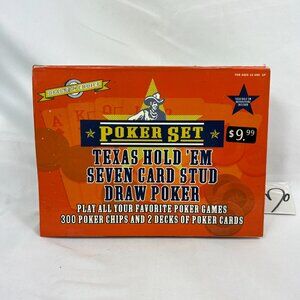 POKER SET
$9.99
TEXAS HOLD 'EM
SEVEN CARD STUD
DRAW POKER
PLAY ALL YOUR FAVORITE POKER GAMES
300 POKER CHIPS AND 2 DECKS OF POKER CARDS